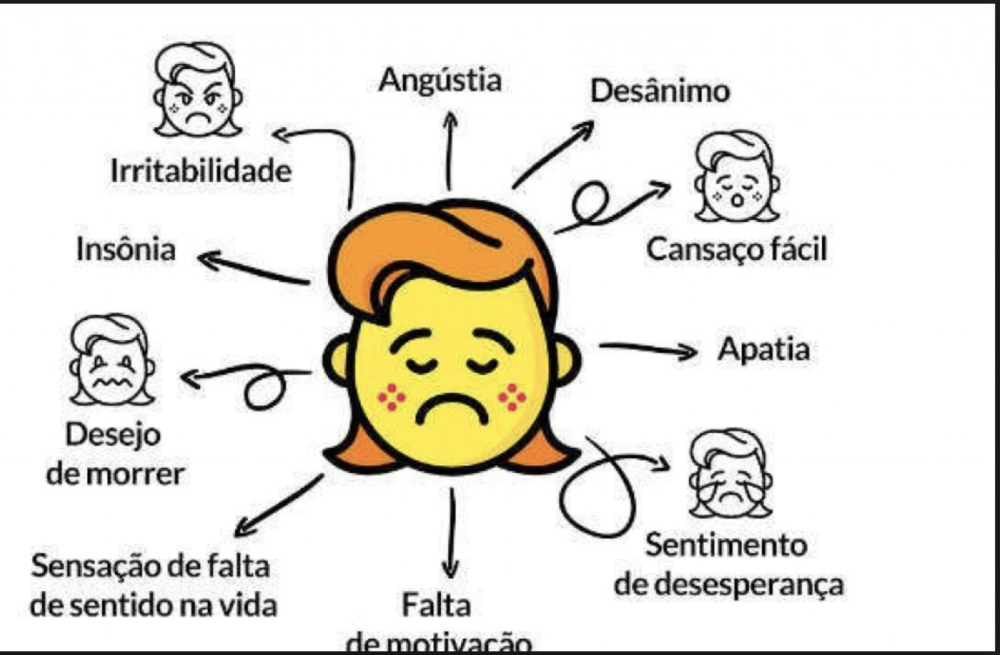 Angústia
Desânimo
Irritabilidade
Cansaço fácil
Insônia
Apatia
Desejo
de morrer
Sentimento
de desesperança
Sensação de falta
de sentido na vida
Falta
de motivação